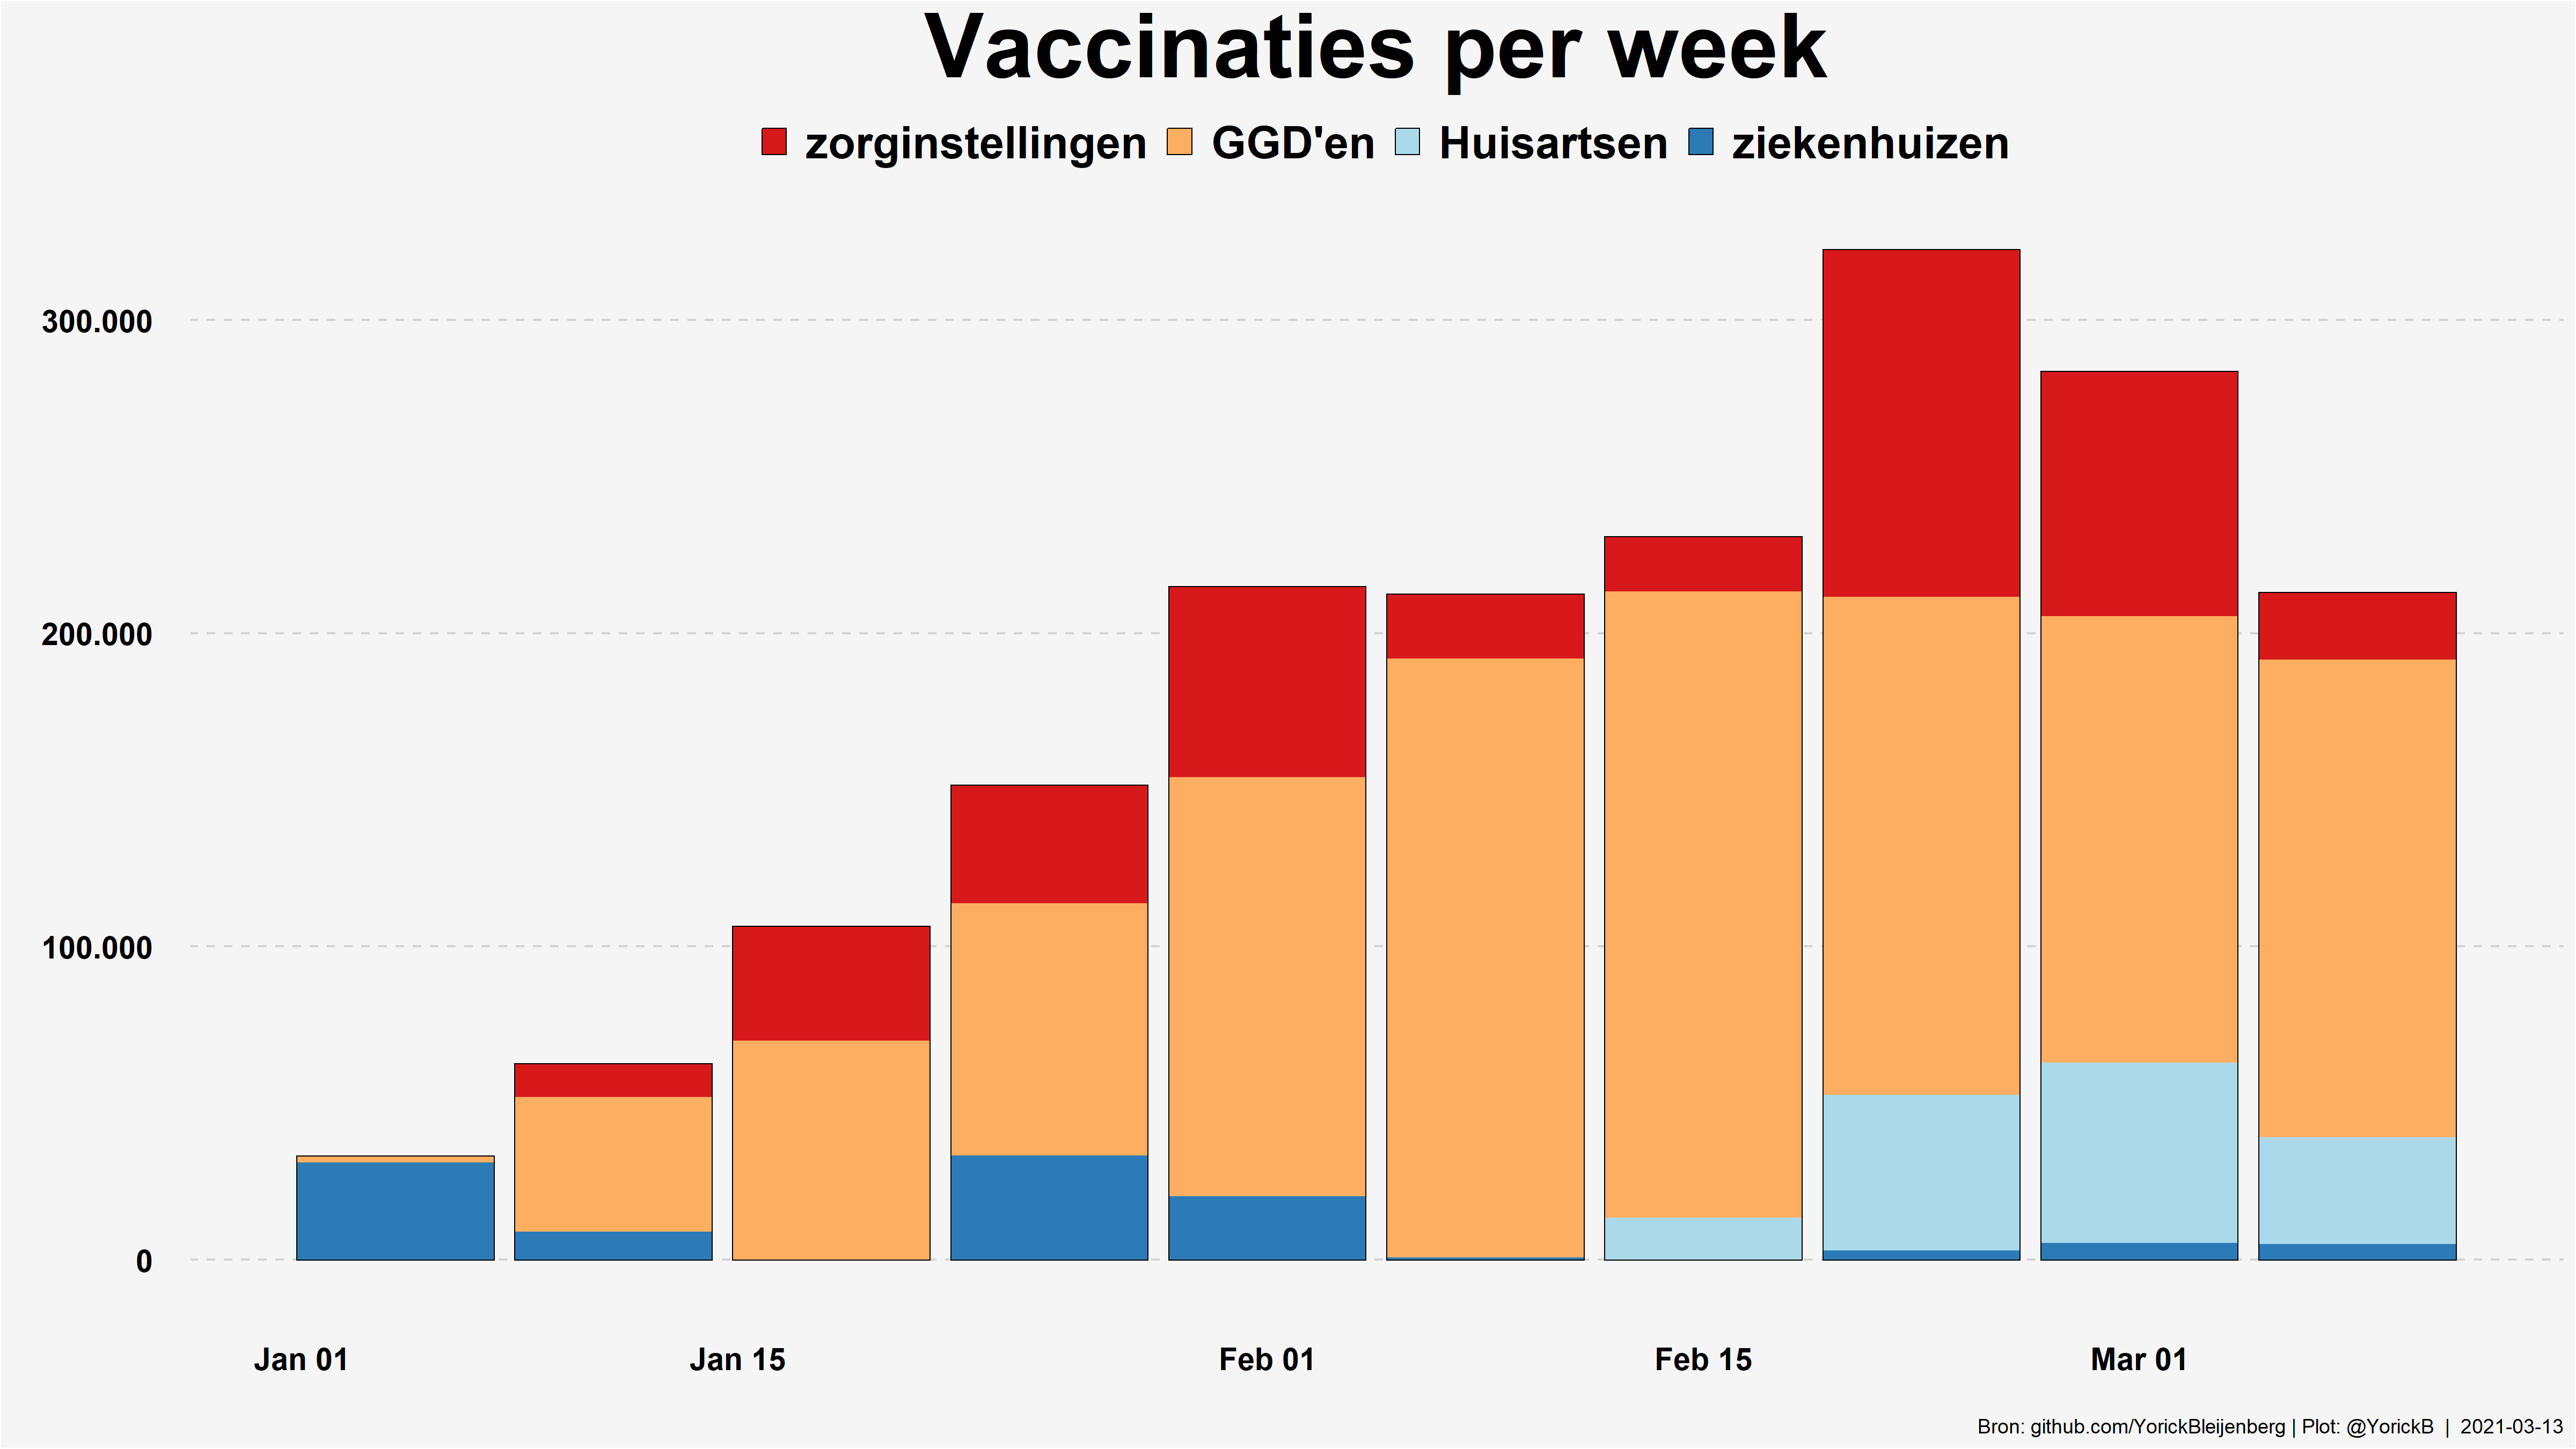 Vaccinaties per week
zorginstellingen GGD'en Huisartsen ziekenhuizen
300.000
200.000
100.000
0
Jan 01 Jan 15 Feb 01 Feb 15 Mar 01
Bron: github.com/YorickBleijenberg | Plot: @YorickB | 2021-03-13